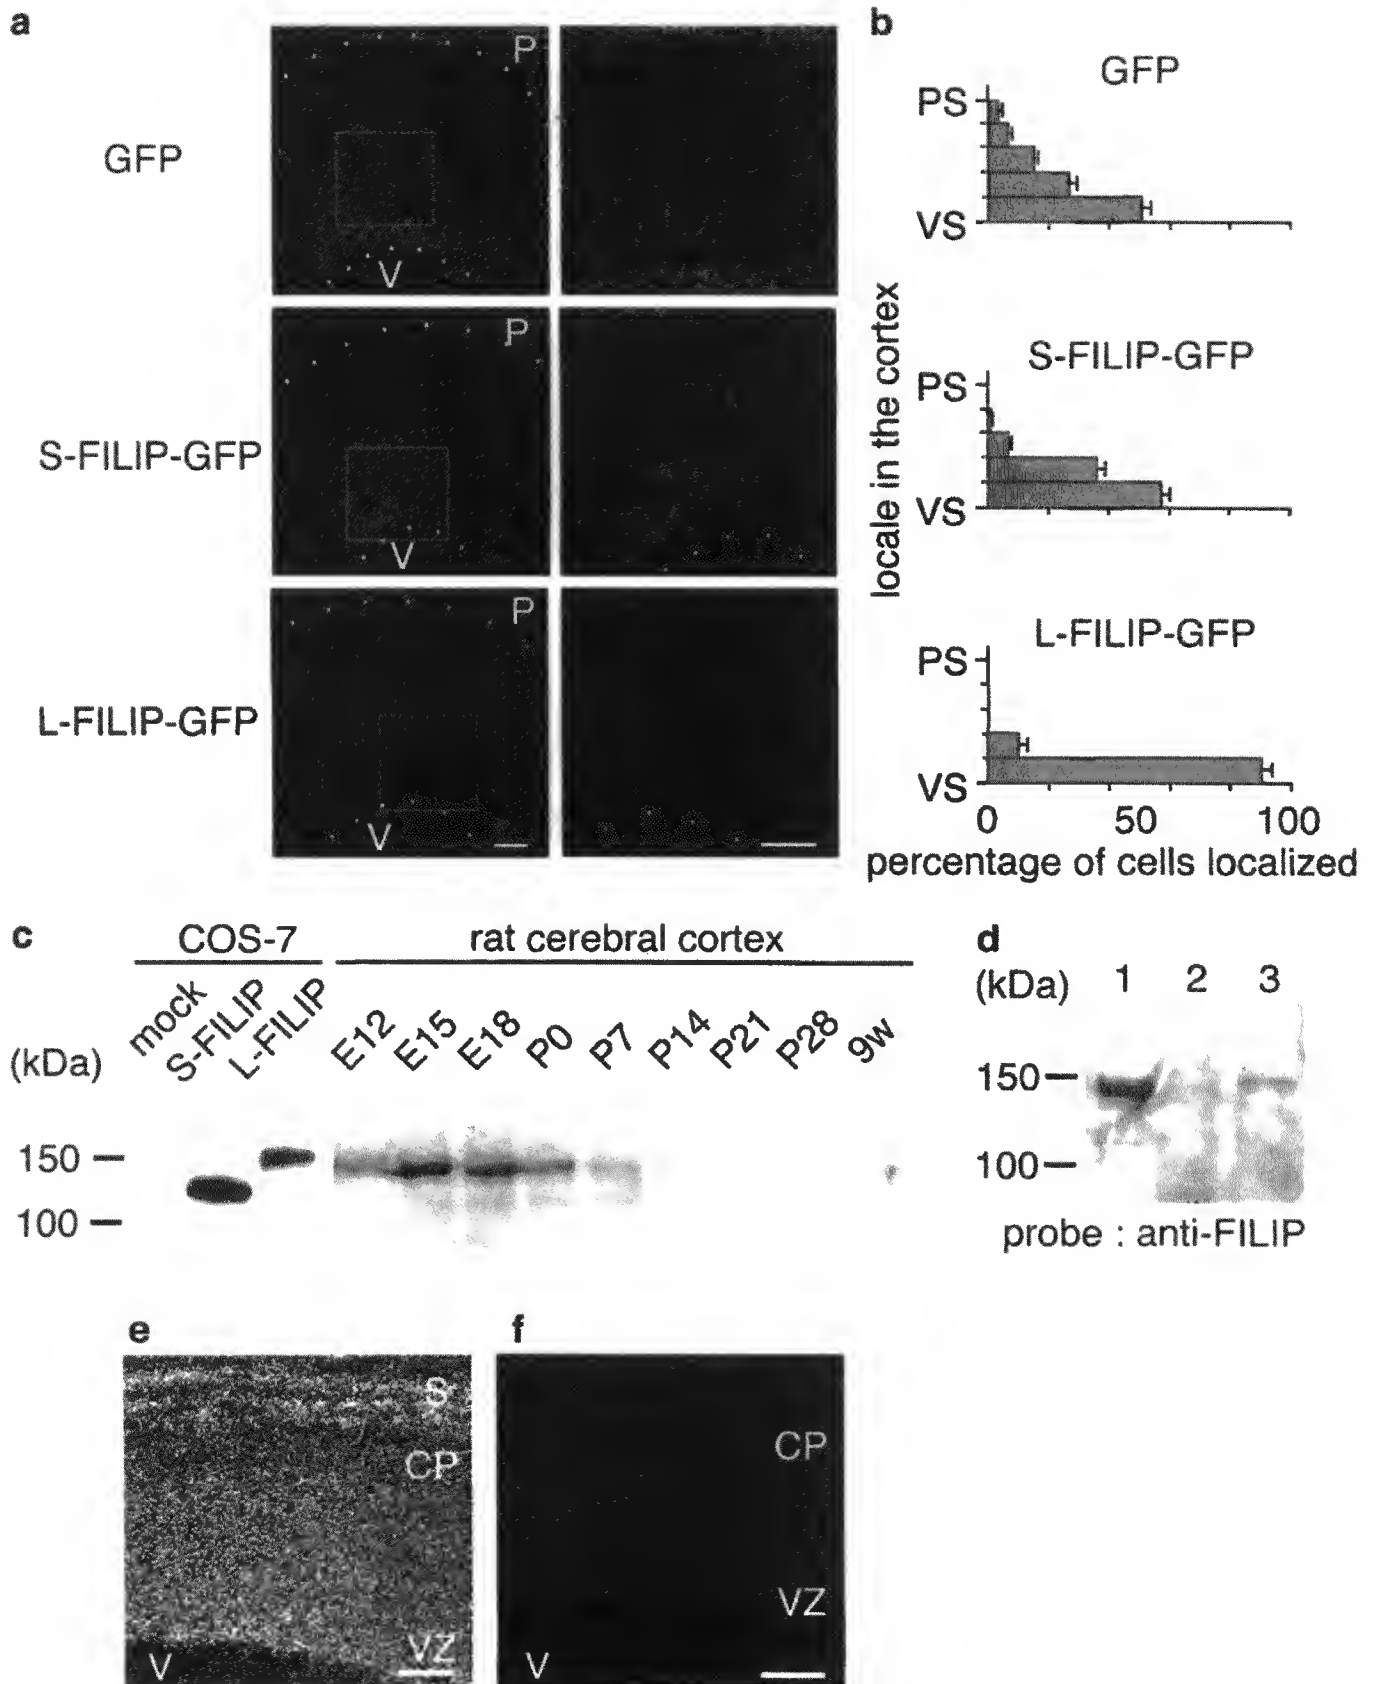 a
P
GFP
V
P
S-FILIP-GFP
V
P
L-FILIP-GFP
V
b
GFP
PS
VS
S-FILIP-GFP
PS
VS
L-FILIP-GFP
PS
VS
0 50 100
locale in the cortex
percentage of cells localized
c
COS-7 rat cerebral cortex
mock S-FILIP L-FILIP E12 E15 E18 P0 P7 P14 P21 P28 9w
(kDa)
150
100
d
(kDa) 1 2 3
150
100
probe : anti-FILIP
e
S
CP
VZ
V
f
CP
VZ
V